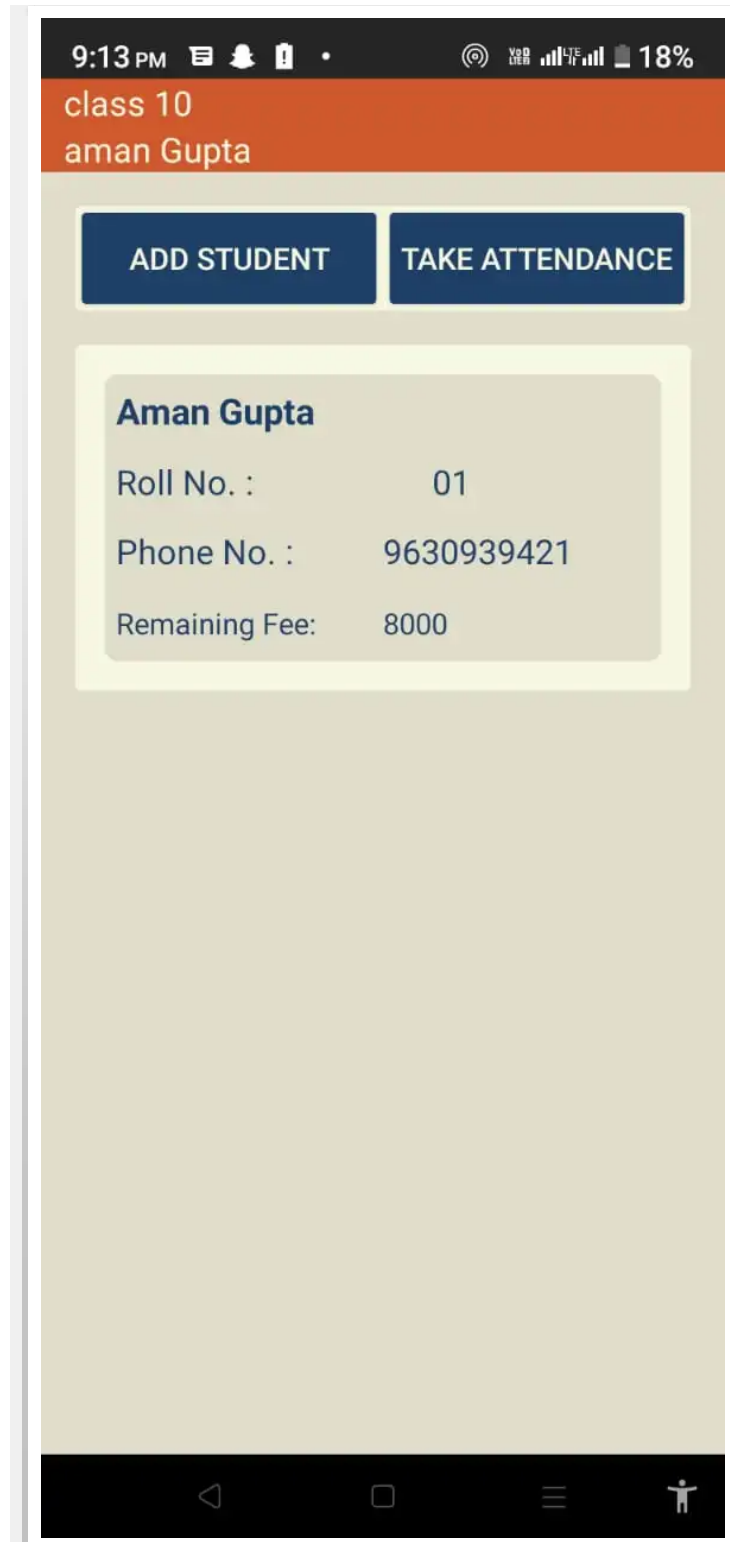 9:13 PM 18%
class 10
aman Gupta
ADD STUDENT TAKE ATTENDANCE
Aman Gupta
Roll No. : 01
Phone No. : 9630939421
Remaining Fee: 8000